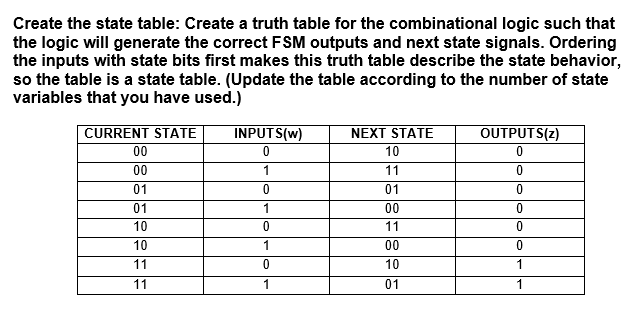 Create the state table: Create a truth table for the combinational logic such that
the logic will generate the correct FSM outputs and next state signals. Ordering
the inputs with state bits first makes this truth table describe the state behavior,
so the table is a state table. (Update the table according to the number of state
variables that you have used.)
CURRENT STATE INPUTS(w) NEXT STATE OUTPUTS(z)
00 0 10 0
00 1 11 0
01 0 01 0
01 1 00 0
10 0 11 0
10 1 00 0
11 0 10 1
11 1 01 1